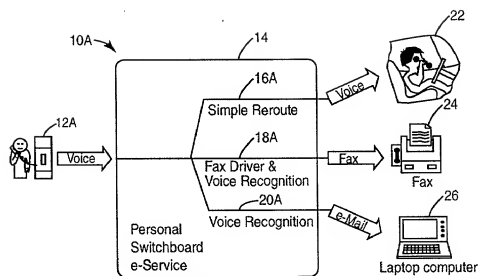 10A
14
22
16A
Voice
Simple Reroute
24
12A
18A
Voice
Fax
Fax Driver &
Voice Recognition
Fax
20A
e-Mail
26
Voice Recognition
Personal
Switchboard
e-Service
Laptop computer